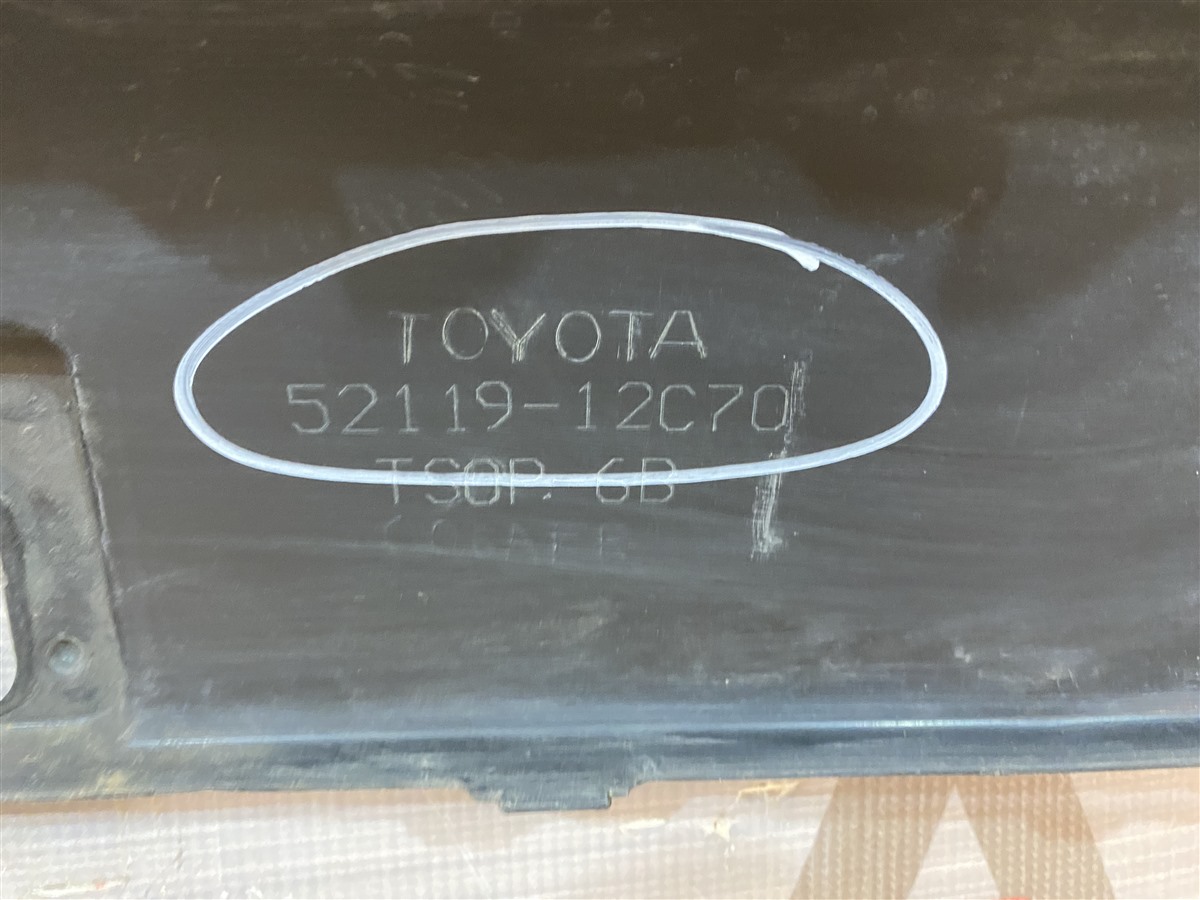 TOYOTA
52119-12C70
TSOP. 6B